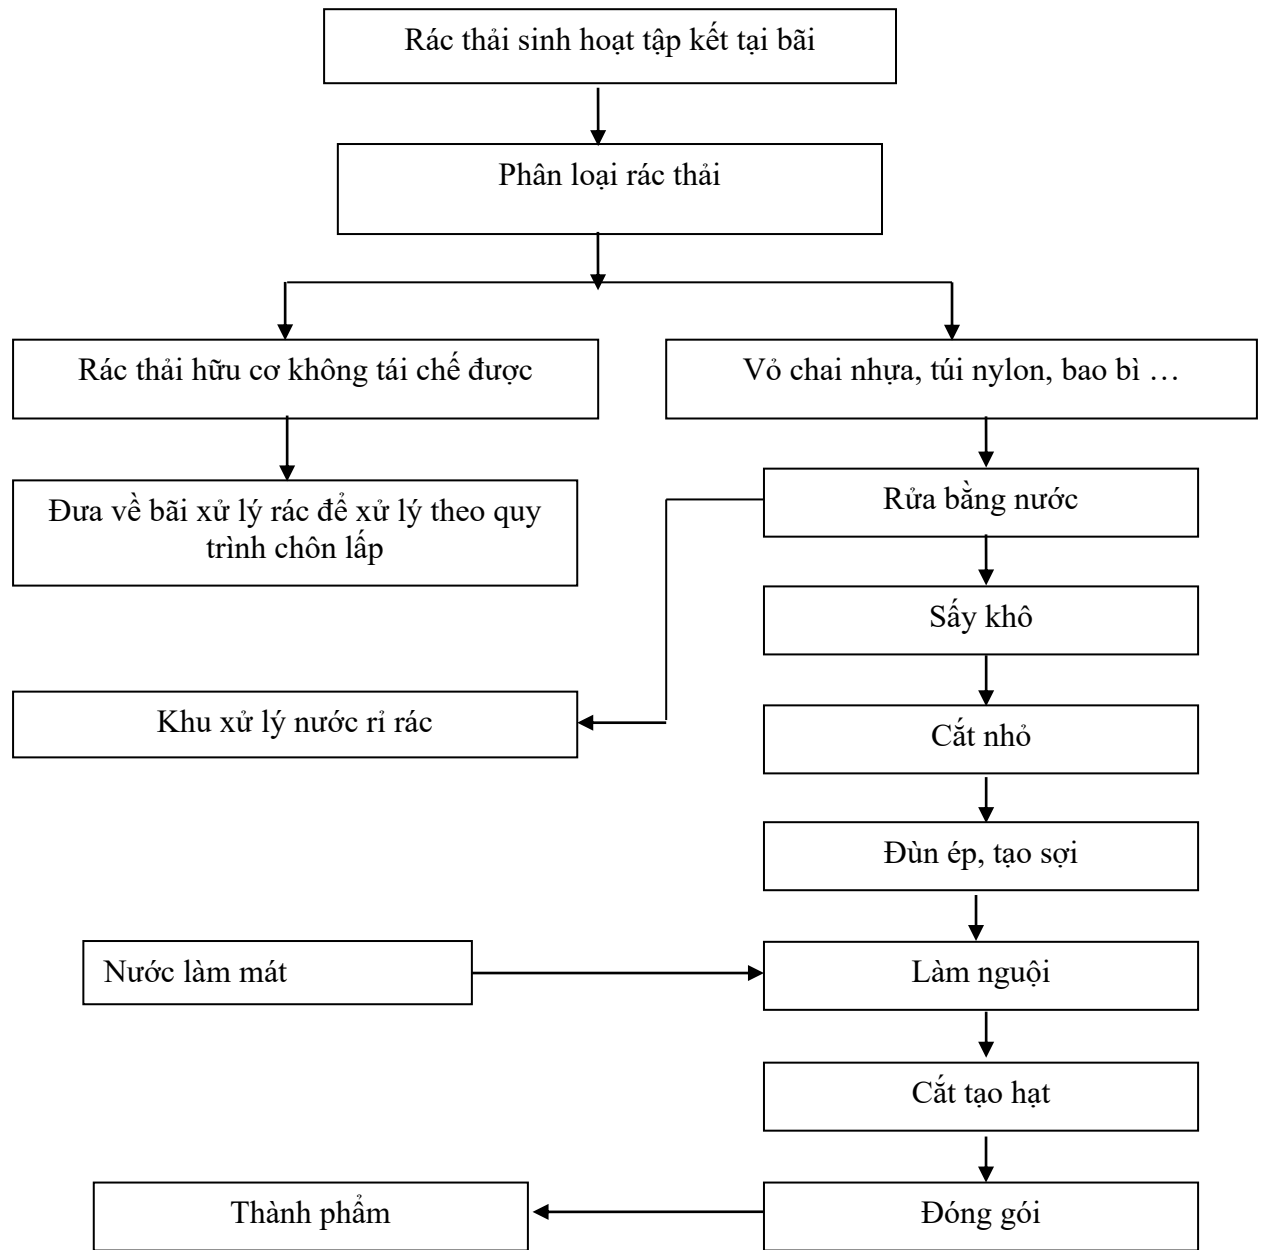 Rác thải sinh hoạt tập kết tại bãi
Phân loại rác thải
Rác thải hữu cơ không tái chế được
Vỏ chai nhựa, túi nylon, bao bì …
Đưa về bãi xử lý rác để xử lý theo quy
trình chôn lấp
Rửa bằng nước
Sấy khô
Khu xử lý nước rỉ rác
Cắt nhỏ
Đùn ép, tạo sợi
Nước làm mát
Làm nguội
Cắt tạo hạt
Thành phẩm
Đóng gói